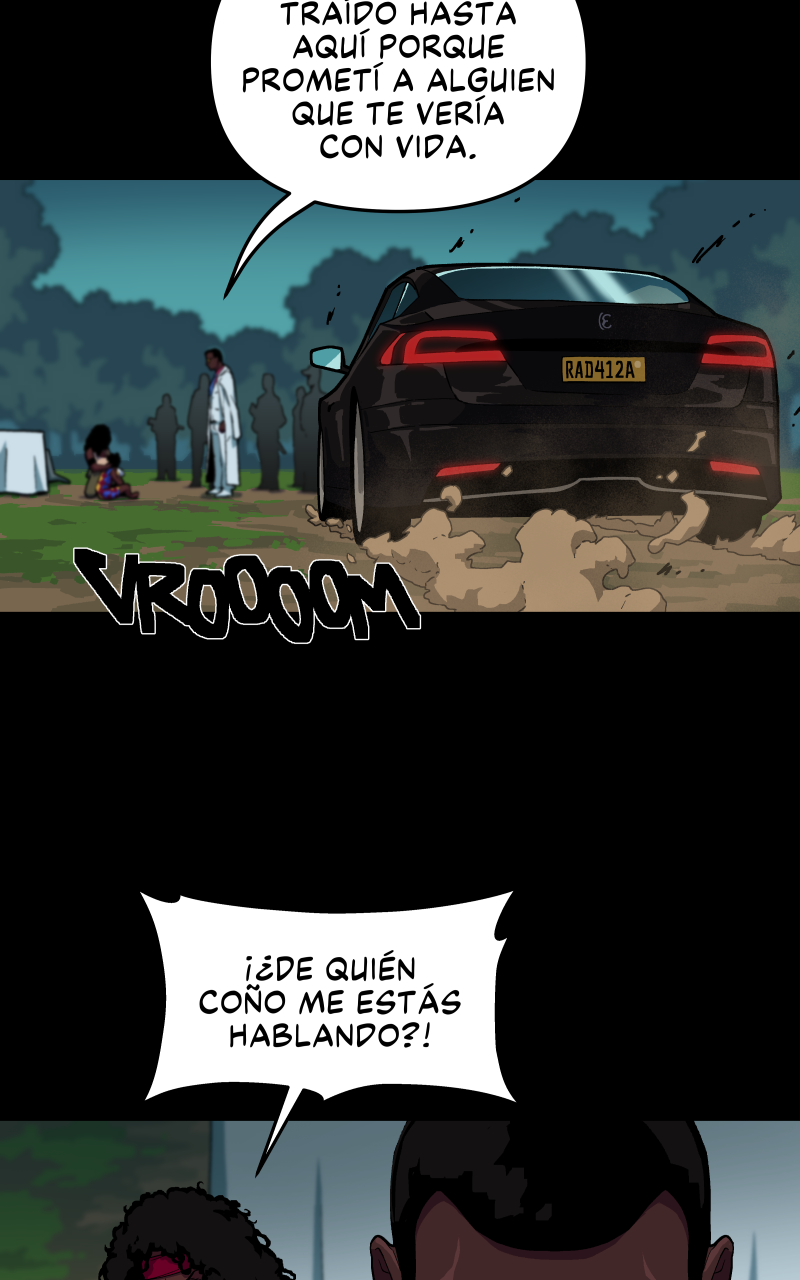 TRAÍDO HASTA
AQUÍ PORQUE
PROMETÍ A ALGUIEN
QUE TE VERÍA
CON VIDA.
RAD412A
VROOOOM
¡¿DE QUIÉN
COÑO ME ESTÁS
HABLANDO?!